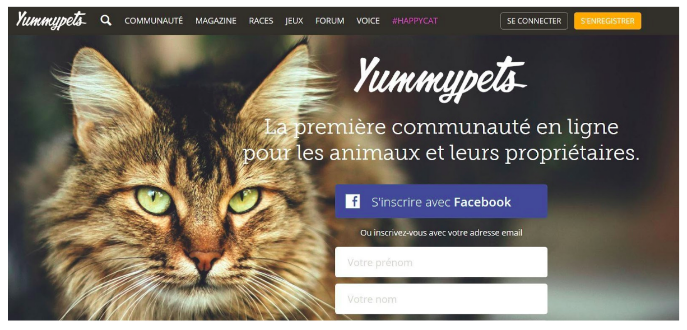 Yummypets COMMUNAUTÉ MAGAZINE RACES JEUX FORUM VOICE #HAPPYCAT SE CONNECTER S'ENREGISTRER
Yummypets
La première communauté en ligne
pour les animaux et leurs propriétaires.
f S'inscrire avec Facebook
Ou inscrivez-vous avec votre adresse email
Votre prénom
Votre nom